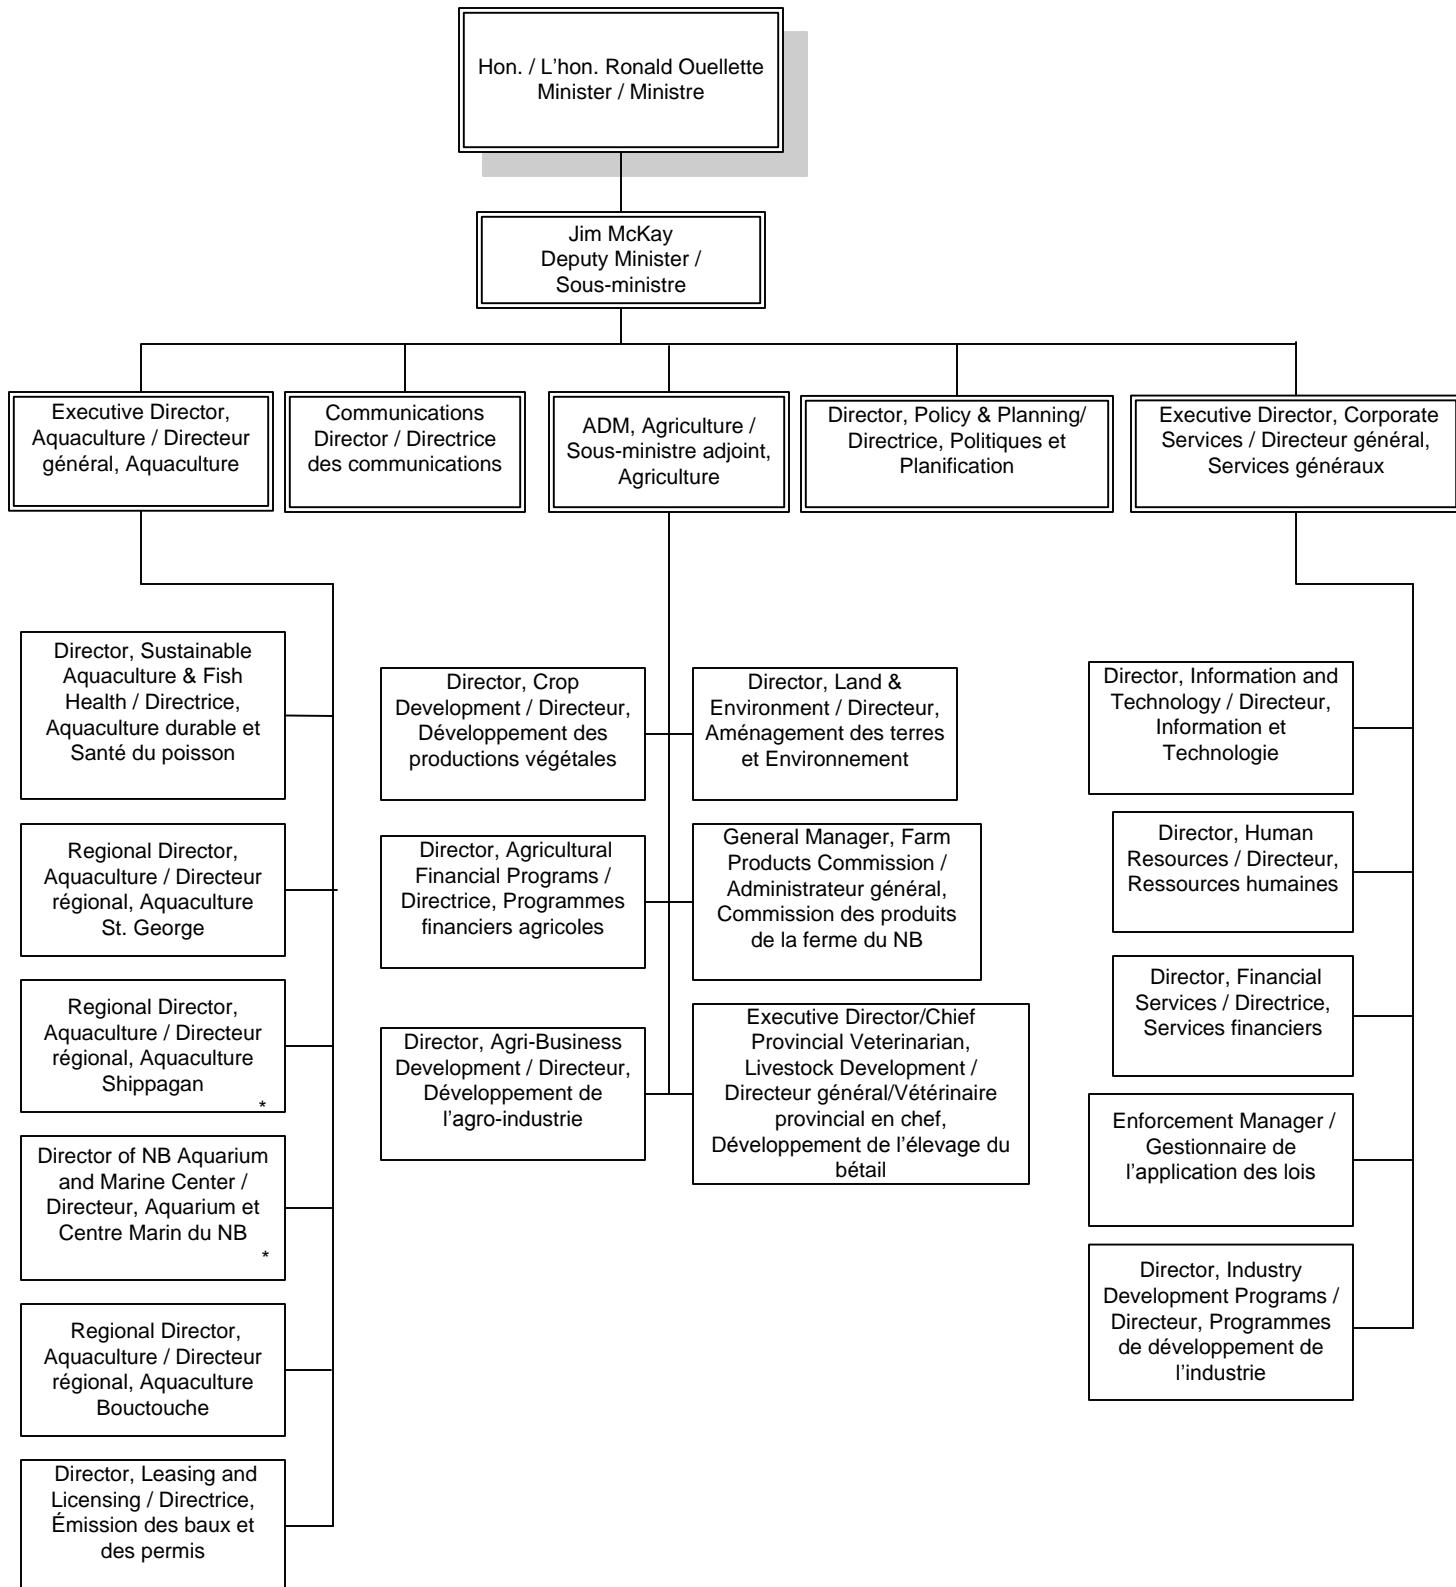 Hon. / L'hon. Ronald Ouellette
Minister / Ministre
Jim McKay
Deputy Minister /
Sous-ministre
Executive Director,
Aquaculture / Directeur
général, Aquaculture
Communications
Director / Directrice
des communications
ADM, Agriculture /
Sous-ministre adjoint,
Agriculture
Director, Policy & Planning/
Directrice, Politiques et
Planification
Executive Director, Corporate
Services / Directeur général,
Services généraux
Director, Sustainable
Aquaculture & Fish
Health / Directrice,
Aquaculture durable et
Santé du poisson
Regional Director,
Aquaculture / Directeur
régional, Aquaculture
St. George
Regional Director,
Aquaculture / Directeur
régional, Aquaculture
Shippagan
*
Director of NB Aquarium
and Marine Center /
Directeur, Aquarium et
Centre Marin du NB
*
Regional Director,
Aquaculture / Directeur
régional, Aquaculture
Bouctouche
Director, Leasing and
Licensing / Directrice,
Émission des baux et
des permis
Director, Crop
Development / Directeur,
Développement des
productions végétales
Director, Land &
Environment / Directeur,
Aménagement des terres
et Environnement
Director, Agricultural
Financial Programs /
Directrice, Programmes
financiers agricoles
General Manager, Farm
Products Commission /
Administrateur général,
Commission des produits
de la ferme du NB
Director, Agri-Business
Development / Directeur,
Développement de
l'agro-industrie
Executive Director/Chief
Provincial Veterinarian,
Livestock Development /
Directeur général/Vétérinaire
provincial en chef,
Développement de l'élevage du
bétail
Director, Information and
Technology / Directeur,
Information et
Technologie
Director, Human
Resources / Directeur,
Ressources humaines
Director, Financial
Services / Directrice,
Services financiers
Enforcement Manager /
Gestionnaire de
l'application des lois
Director, Industry
Development Programs /
Directeur, Programmes
de développement de
l'industrie